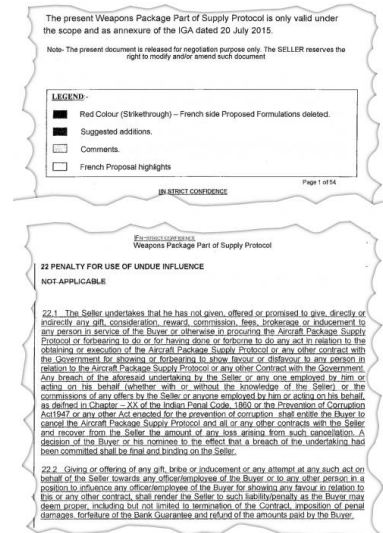 The present Weapons Package Part of Supply Protocol is only valid under
the scope and as annexure of the IGA dated 20 July 2015.
Note- The present document is released for negotiation purpose only. The SELLER reserves the
right to modify and/or amend such document
LEGEND:-
Red Colour (Strikethrough) – French side Proposed Formulations deleted.
Suggested additions.
Comments.
French Proposal highlights
Page 1 of 54
IN STRICT CONFIDENCE
IN STRICT CONFIDENCE
Weapons Package Part of Supply Protocol
22 PENALTY FOR USE OF UNDUE INFLUENCE
NOT APPLICABLE
22.1 The Seller undertakes that he has not given, offered or promised to give, directly or
indirectly any gift, consideration, reward, commission, fees, brokerage or inducement to
any person in service of the Buyer or otherwise in procuring the Aircraft Package Supply
Protocol or forbearing to do or for having done or forborne to do any act in relation to the
obtaining or execution of the Aircraft Package Supply Protocol or any other contract with
the Government for showing or forbearing to show favour or disfavour to any person in
relation to the Aircraft Package Supply Protocol or any other Contract with the Government.
Any breach of the aforesaid undertaking by the Seller or any one employed by him or
acting on his behalf (whether with or without the knowledge of the Seller) or the
commissions of any offers by the Seller or anyone employed by him or acting on his behalf,
as deifned in Chapter – XX of the Indian Penal Code, 1860 or the Prevention of Corruption
Act1947 or any other Act enacted for the prevention of corruption shall entitle the Buyer to
cancel the Aircraft Package Supply Protocol and all or any other contracts with the Seller
and recover from the Seller the amount of any loss arising from such cancellation. A
decision of the Buyer or his nominee to the effect that a breach of the undertaking had
been committed shall be final and binding on the Seller.
22.2 Giving or offering of any gift, bribe or inducement or any attempt at any such act on
behalf of the Seller towards any officer/employee of the Buyer or to any other person in a
position to influence any officer/employee of the Buyer for showing any favour in relation to
this or any other contract, shall render the Seller to such liability/penalty as the Buyer may
deem proper, including but not limited to termination of the Contract, imposition of penal
damages, forfeiture of the Bank Guarantee and refund of the amounts paid by the Buyer.